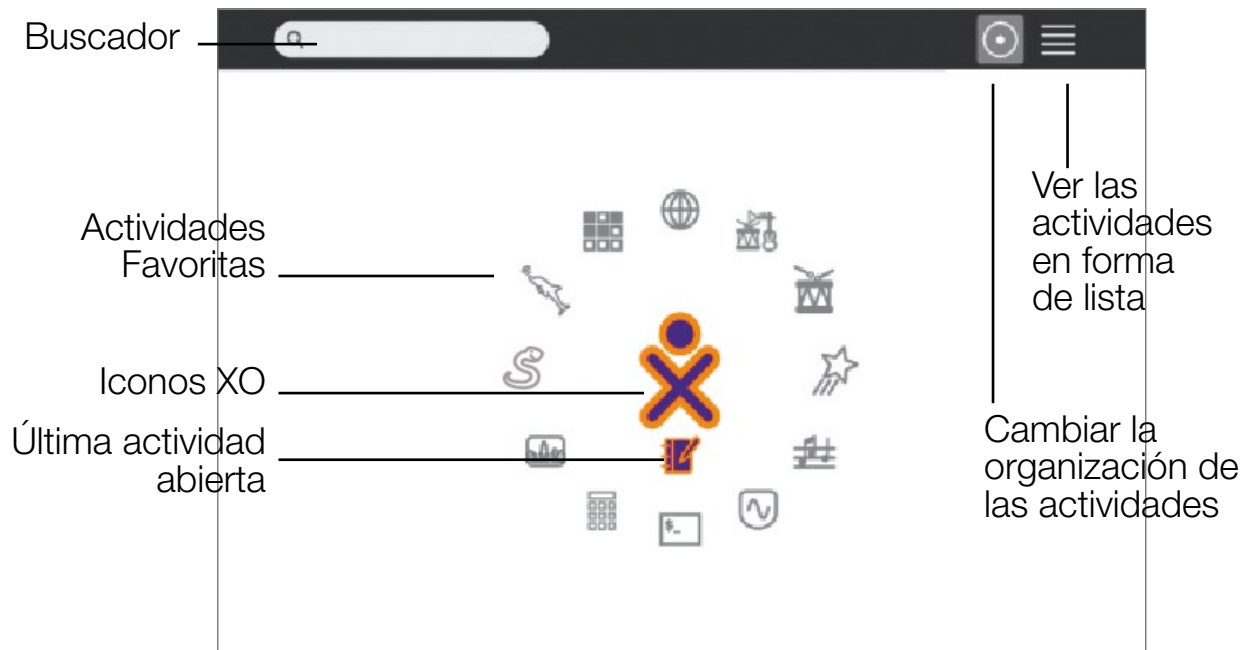 Buscador
Actividades
Favoritas
Iconos XO
Última actividad
abierta
$_
Ver las
actividades
en forma
de lista
Cambiar la
organización de
las actividades